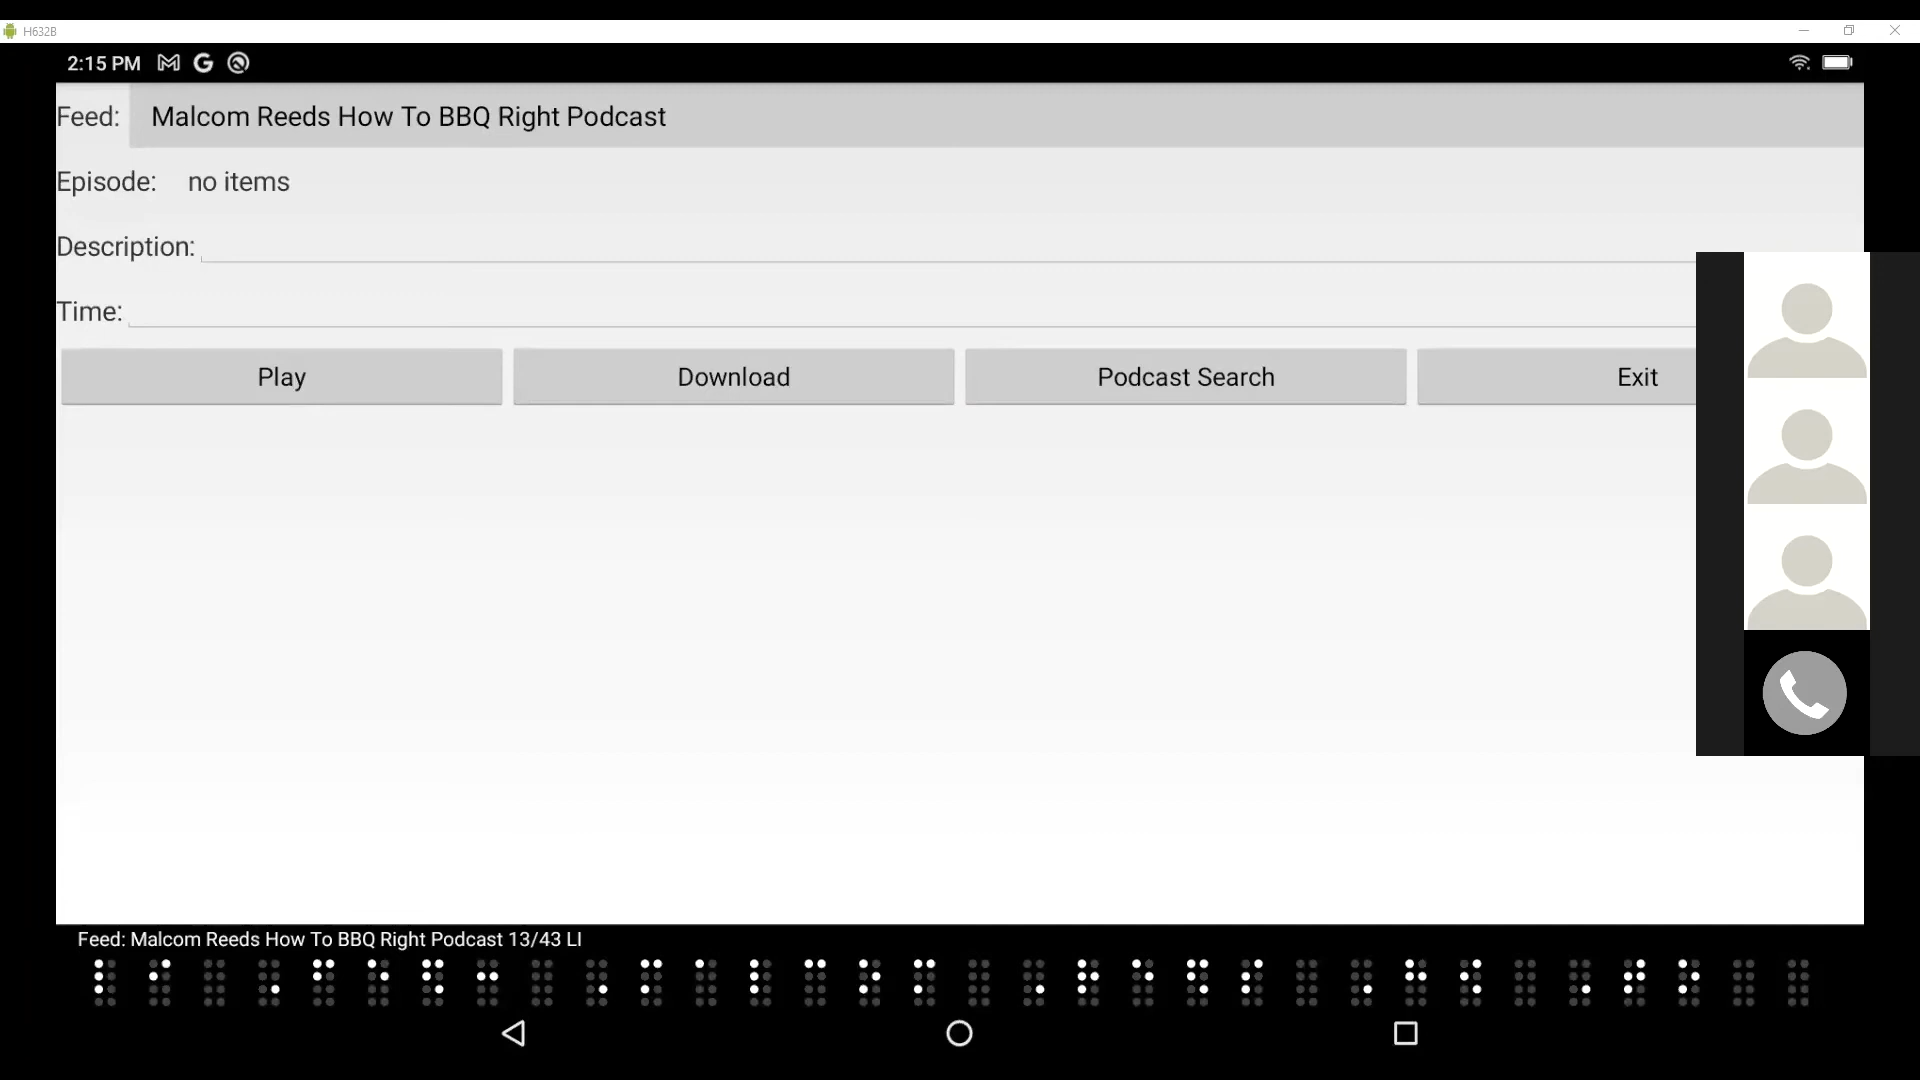 H632B
2:15 PM
Feed: Malcom Reeds How To BBQ Right Podcast
Episode: no items
Description:
Time:
Play Download Podcast Search Exit
Feed: Malcom Reeds How To BBQ Right Podcast 13/43 LI